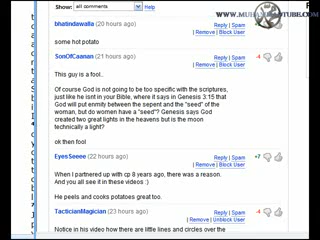 Show: all comments Help
bhatindawalla (20 hours ago)
Reply | Spam
| Remove | Block User
some hot potato
SonOfCaanan (21 hours ago)
Reply | Spam
| Remove | Block User
-4
This guy is a fool..
Of course God is not going to be too specific with the scriptures,
just like he isnt in your Bible, where it says in Genesis 3:15 that
God will put enmity between the sepent and the "seed" of the
woman, but do women have a "seed"? Genesis says God
created two great lights in the heavens but is the moon
technically a light?
ok then fool
EyesSeeee (22 hours ago)
Reply | Spam
| Remove | Block User
+7
When I partnered up with cp 8 years ago, there was a reason.
And you all see it in these videos :)
He peels and cooks potatoes great too.
TacticianMagician (23 hours ago)
Reply | Spam
| Remove | Unblock User
-4
Notice in his video how there are little lines and circles over the